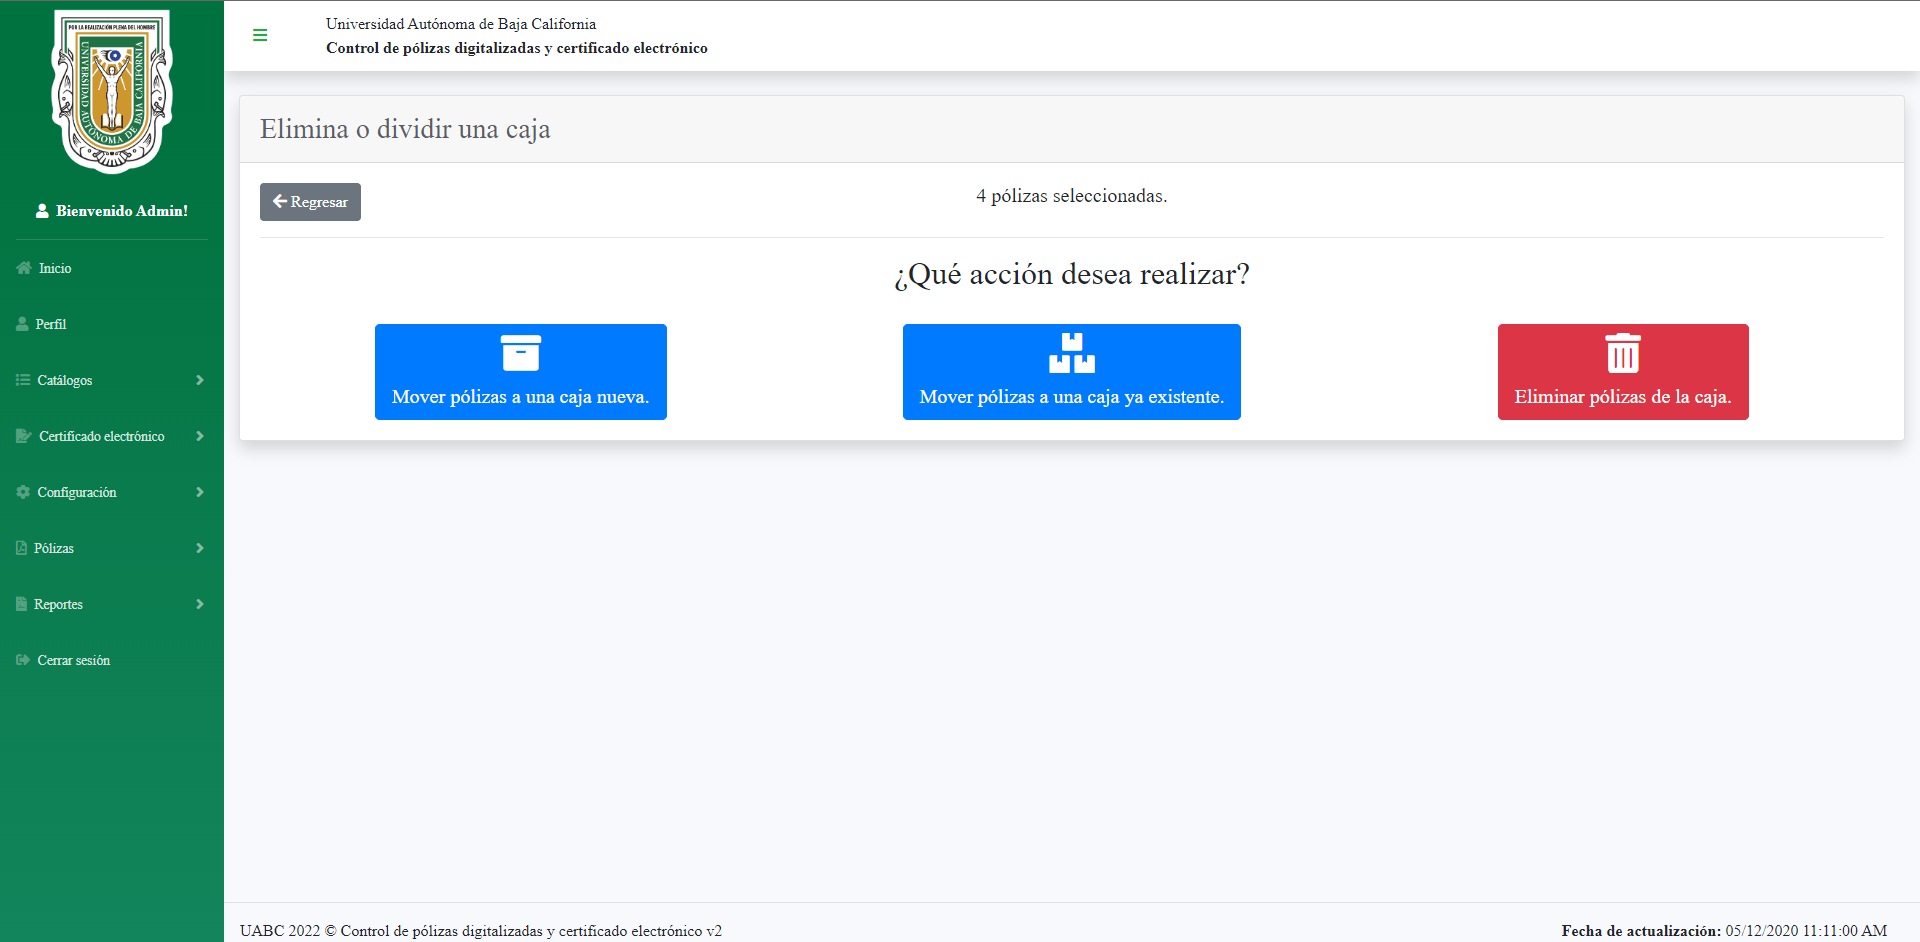 POR LA REALIZACIÓN PLENA DEL HOMBRE
UNIVERSIDAD AUTÓNOMA DE BAJA CALIFORNIA
Bienvenido Admin!
Inicio
Perfil
Catálogos
Certificado electrónico
Configuración
Pólizas
Reportes
Cerrar sesión
Universidad Autónoma de Baja California
Control de pólizas digitalizadas y certificado electrónico
Elimina o dividir una caja
Regresar
4 pólizas seleccionadas.
¿Qué acción desea realizar?
Mover pólizas a una caja nueva.
Mover pólizas a una caja ya existente.
Eliminar pólizas de la caja.
UABC 2022 © Control de pólizas digitalizadas y certificado electrónico v2
Fecha de actualización: 05/12/2020 11:11:00 AM